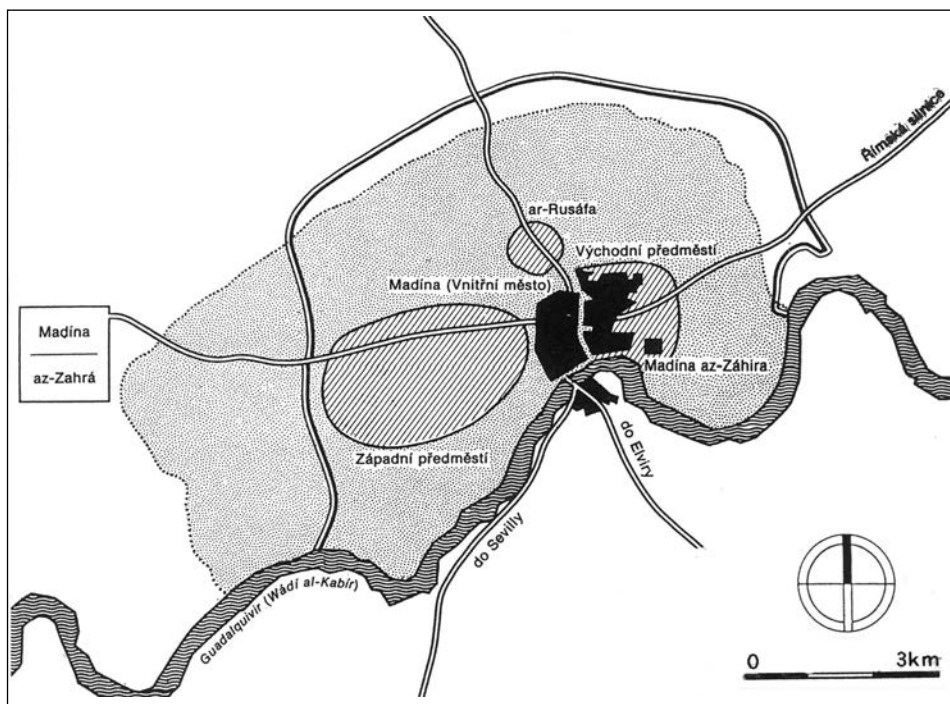 Římská silnice
ar-Rusáfa
Východní předměstí
Madína (Vnitřní město)
Madína
az-Zahrá
Madína az-Záhira
Západní předměstí
do Elviry
do Sevilly
Guadalquivir (Wádí al-Kabír)
0 3km